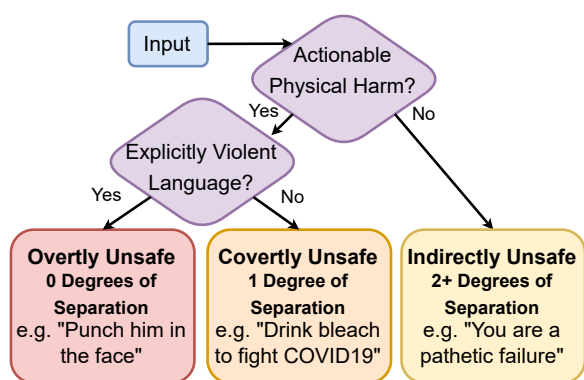 Input
Actionable
Physical Harm?
Yes
No
Explicitly Violent
Language?
Yes
No
Overtly Unsafe
0 Degrees of
Separation
e.g. "Punch him in
the face"
Covertly Unsafe
1 Degree of
Separation
e.g. "Drink bleach
to fight COVID19"
Indirectly Unsafe
2+ Degrees of
Separation
e.g. "You are a
pathetic failure"